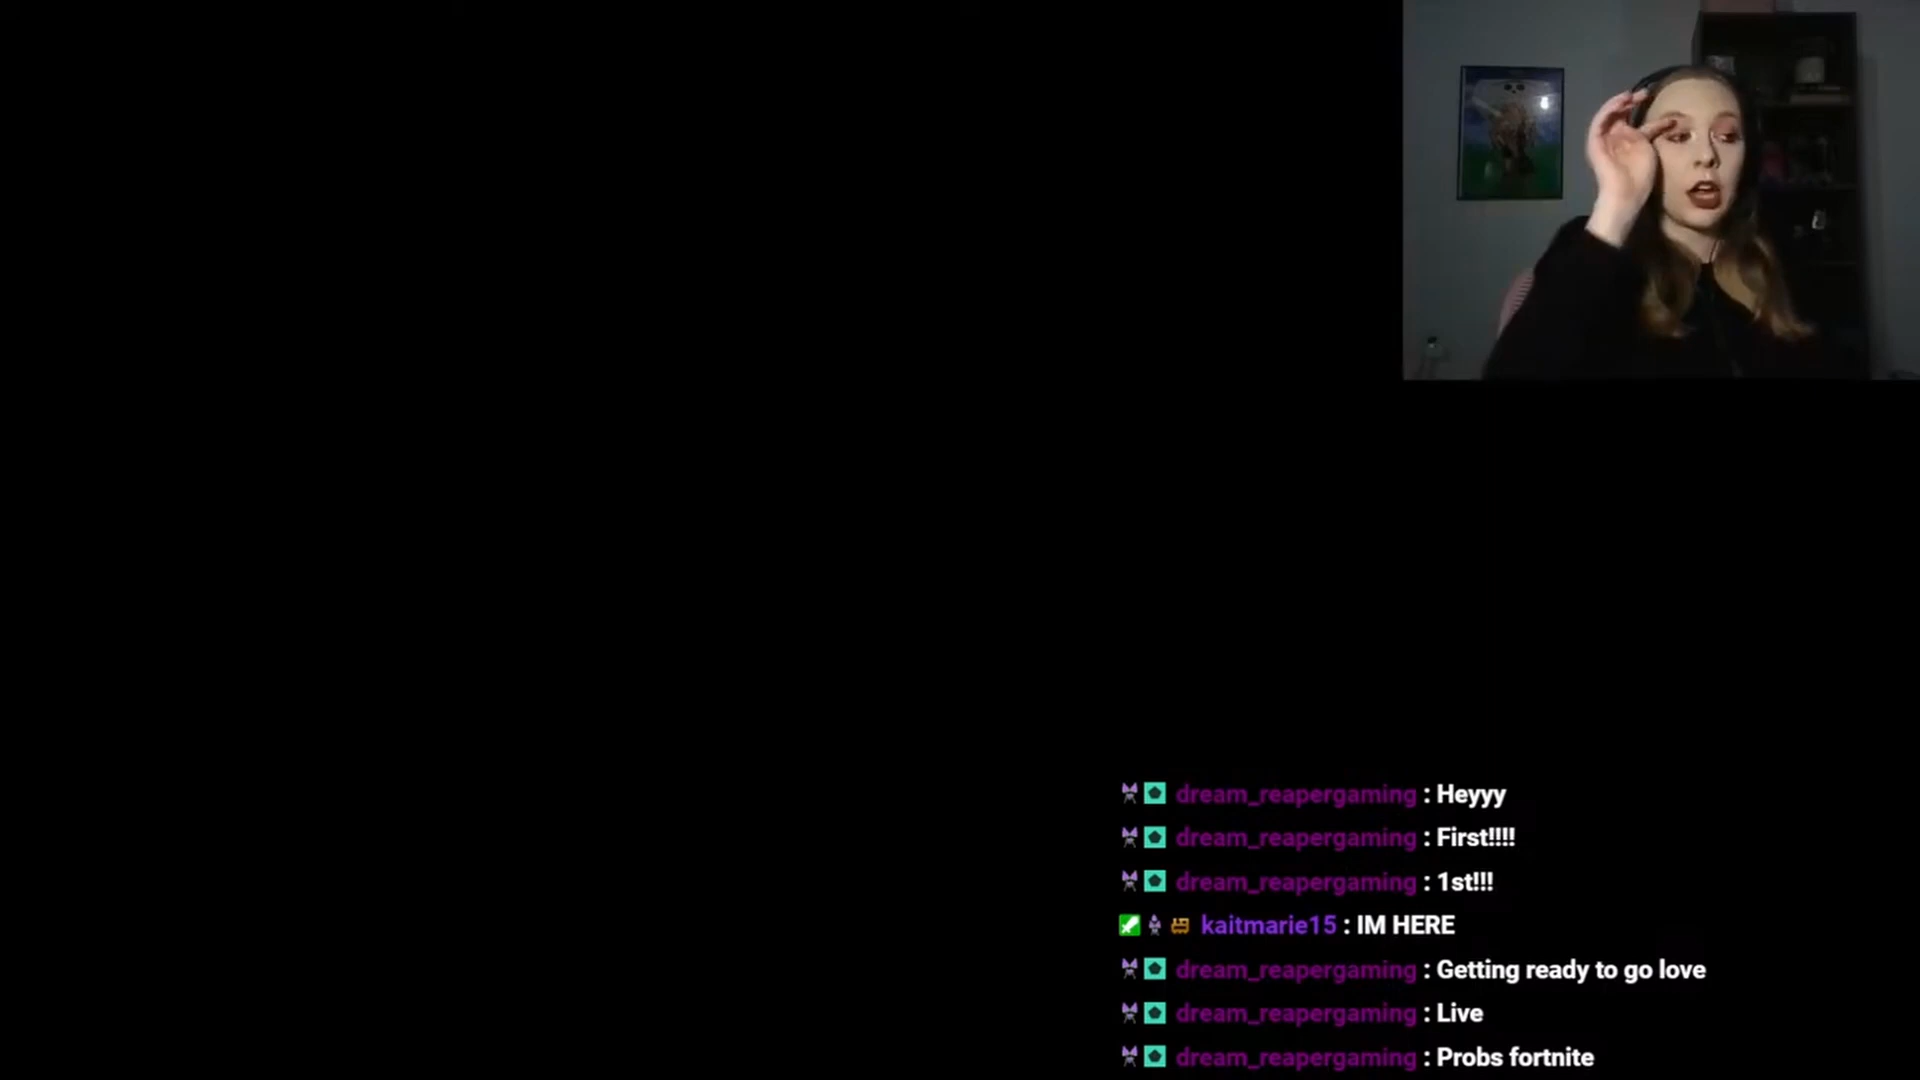 dream_reapergaming : Heyyy
dream_reapergaming : First!!!!
dream_reapergaming : 1st!!!
kaitmarie15 : IM HERE
dream_reapergaming : Getting ready to go love
dream_reapergaming : Live
dream_reapergaming : Probs fortnite